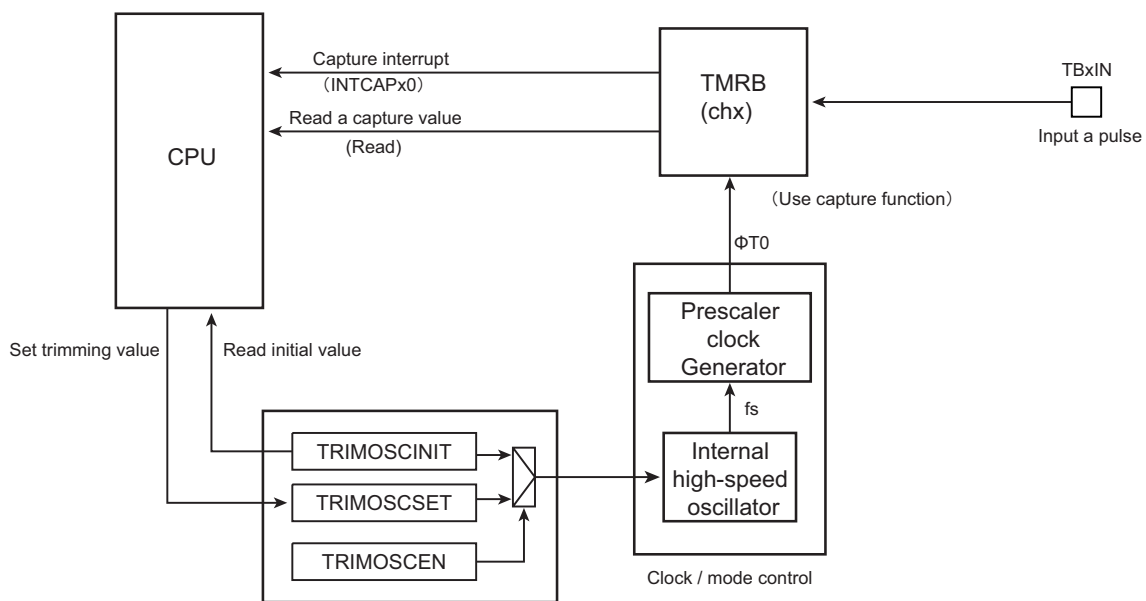 Capture interrupt
（INTCAPx0）
Read a capture value
(Read)
CPU
TMRB
(chx)
TBxIN
Input a pulse
（Use capture function）
ΦT0
Prescaler
clock
Generator
fs
Internal
high-speed
oscillator
Clock / mode control
Set trimming value
Read initial value
TRIMOSCINIT
TRIMOSCSET
TRIMOSCEN